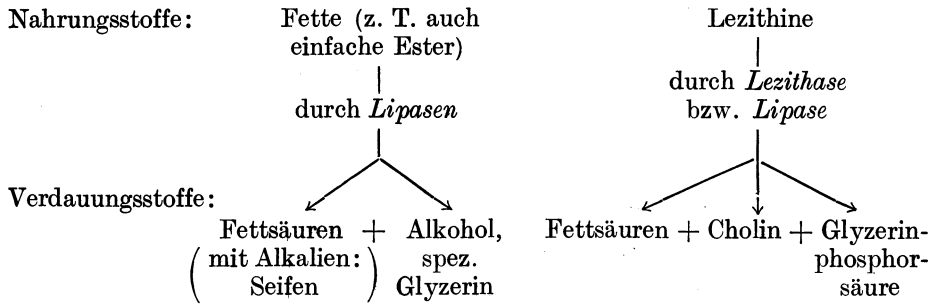 Nahrungsstoffe: Fette (z. T. auch Lezithine
einfache Ester)
durch Lezithase
durch Lipasen bzw. Lipase
Verdauungsstoffe:
Fettsäuren + Alkohol, Fettsäuren + Cholin + Glyzerin-
(mit Alkalien: spez. phosphor-
Seifen) Glyzerin säure